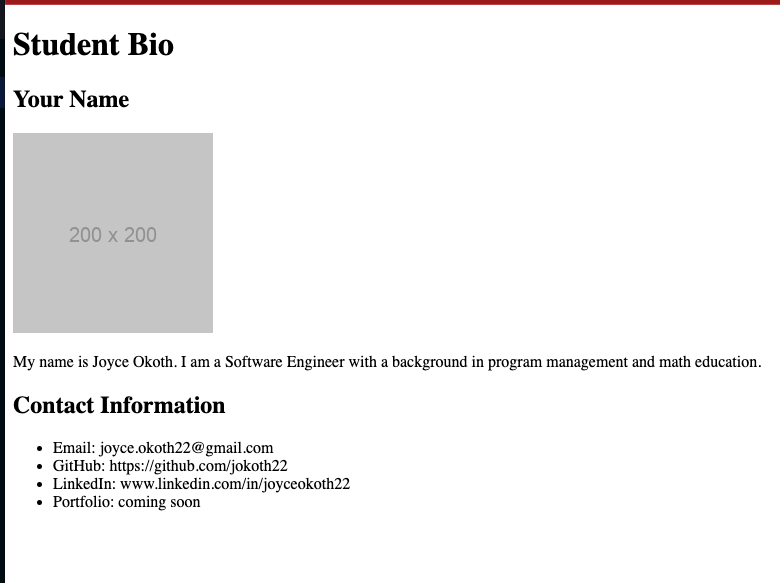 Student Bio
Your Name
200 x 200
My name is Joyce Okoth. I am a Software Engineer with a background in program management and math education.
Contact Information
• Email: joyce.okoth22@gmail.com
• GitHub: https://github.com/jokoth22
• LinkedIn: www.linkedin.com/in/joyceokoth22
• Portfolio: coming soon